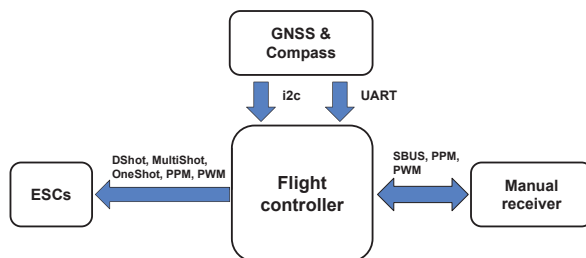 GNSS &
Compass
i2c
UART
DShot, MultiShot,
OneShot, PPM, PWM
SBUS, PPM,
PWM
ESCs
Flight
controller
Manual
receiver